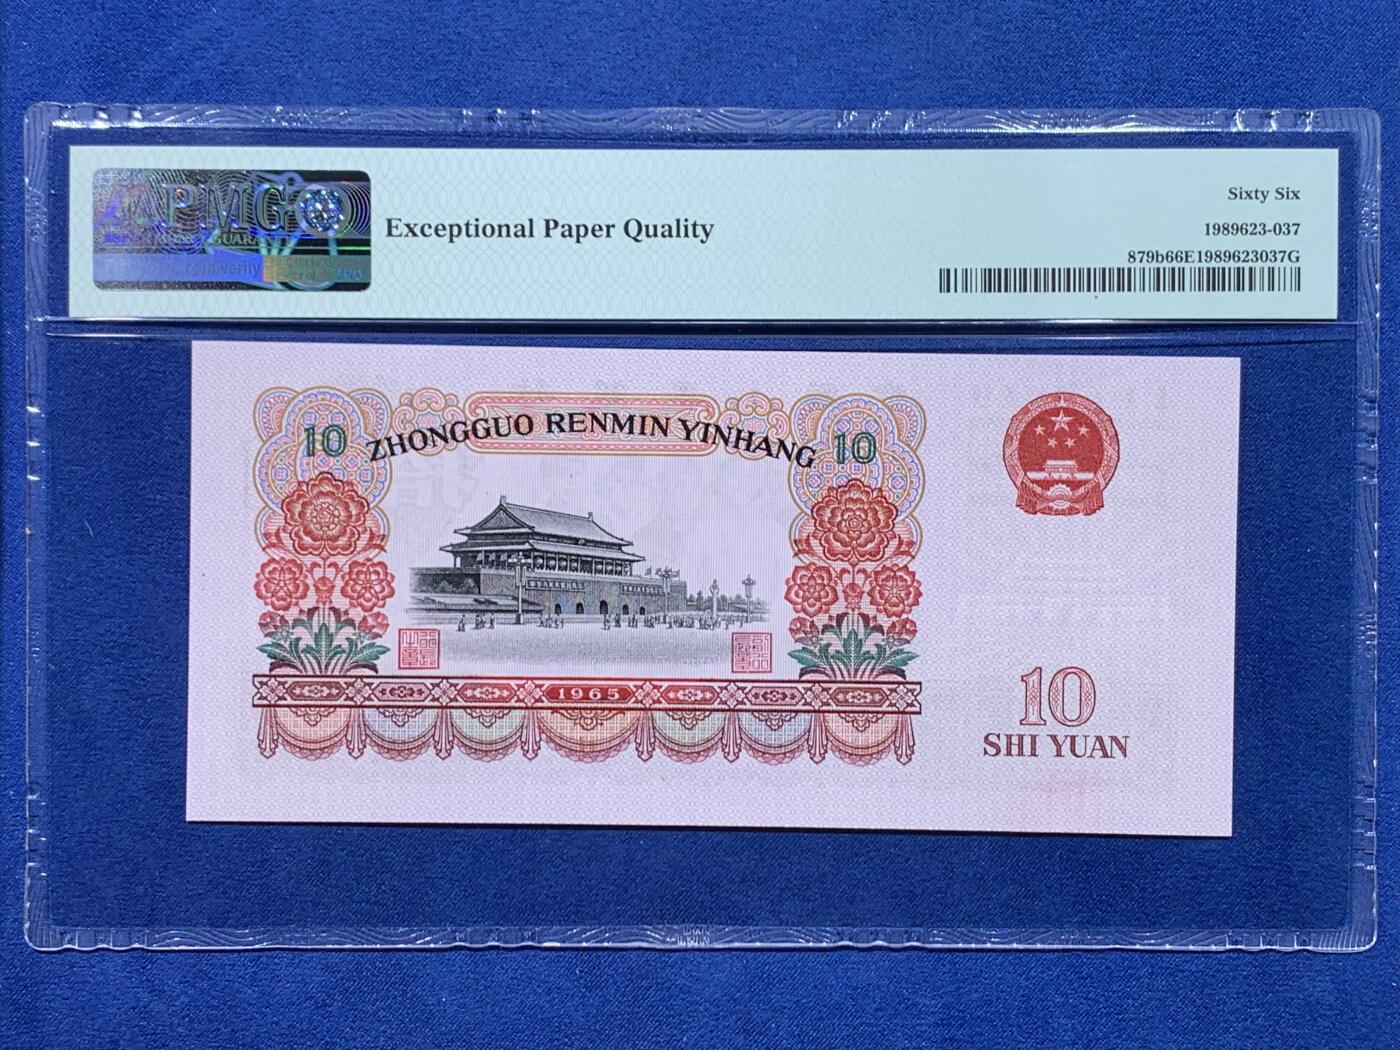 PMG
Exceptional Paper Quality
Sixty Six
1989623-037
879b66E1989623037G
10 ZHONGGUO RENMIN YINHANG 10
1965
10
SHI YUAN